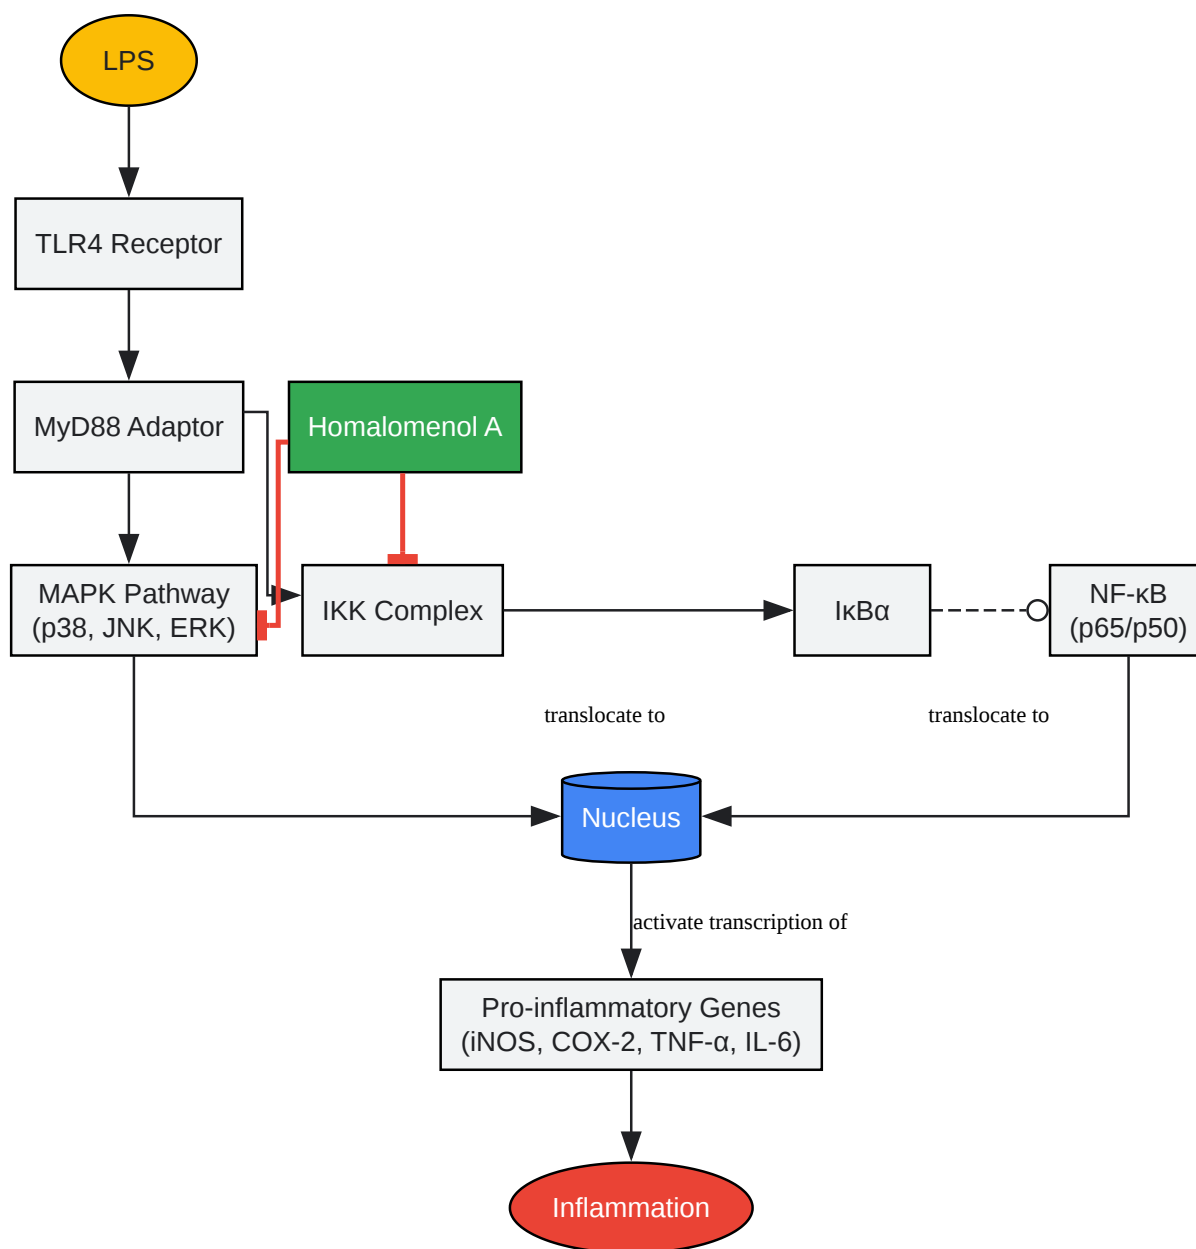 LPS
TLR4 Receptor
MyD88 Adaptor
Homalomenol A
MAPK Pathway
(p38, JNK, ERK)
IKK Complex
IκBα
NF-κB
(p65/p50)
translocate to
translocate to
Nucleus
activate transcription of
Pro-inflammatory Genes
(iNOS, COX-2, TNF-α, IL-6)
Inflammation